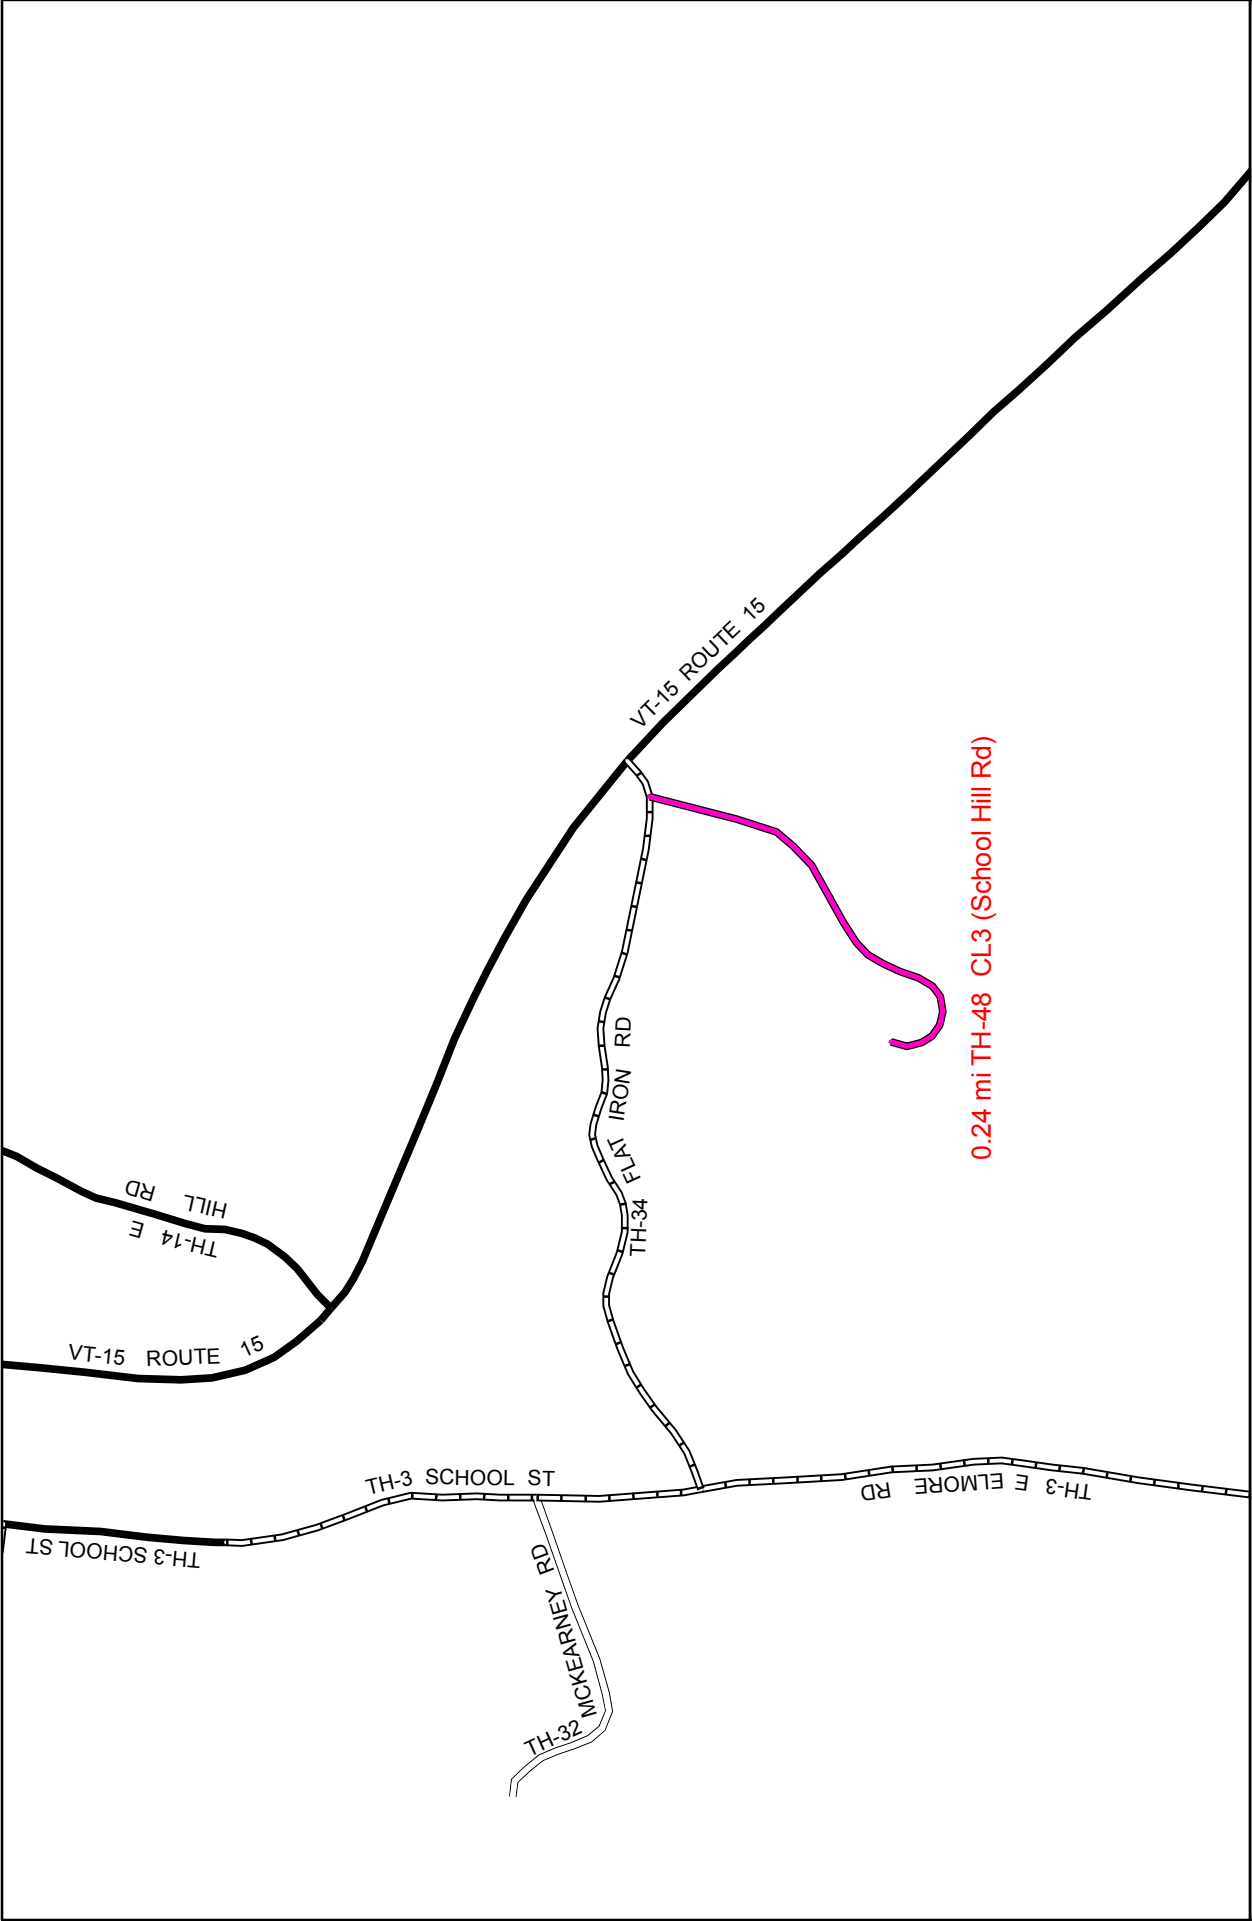 VT-15 ROUTE 15
0.24 mi TH-48 CL3 (School Hill Rd)
TH-34 FLAT IRON RD
TH-14 E HILL RD
VT-15 ROUTE 15
TH-3 SCHOOL ST
TH-3 E ELMORE RD
TH-3 SCHOOL ST
TH-32 MCKEARNEY RD